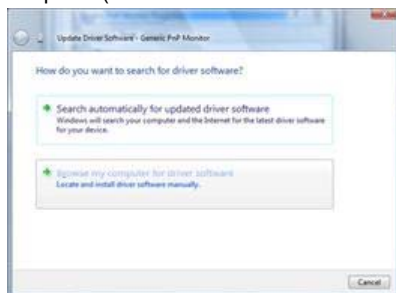 Update Driver Software - Generic PnP Monitor
How do you want to search for driver software?
Search automatically for updated driver software
Windows will search your computer and the Internet for the latest driver software
for your device.
Browse my computer for driver software
Locate and install driver software manually.
Cancel